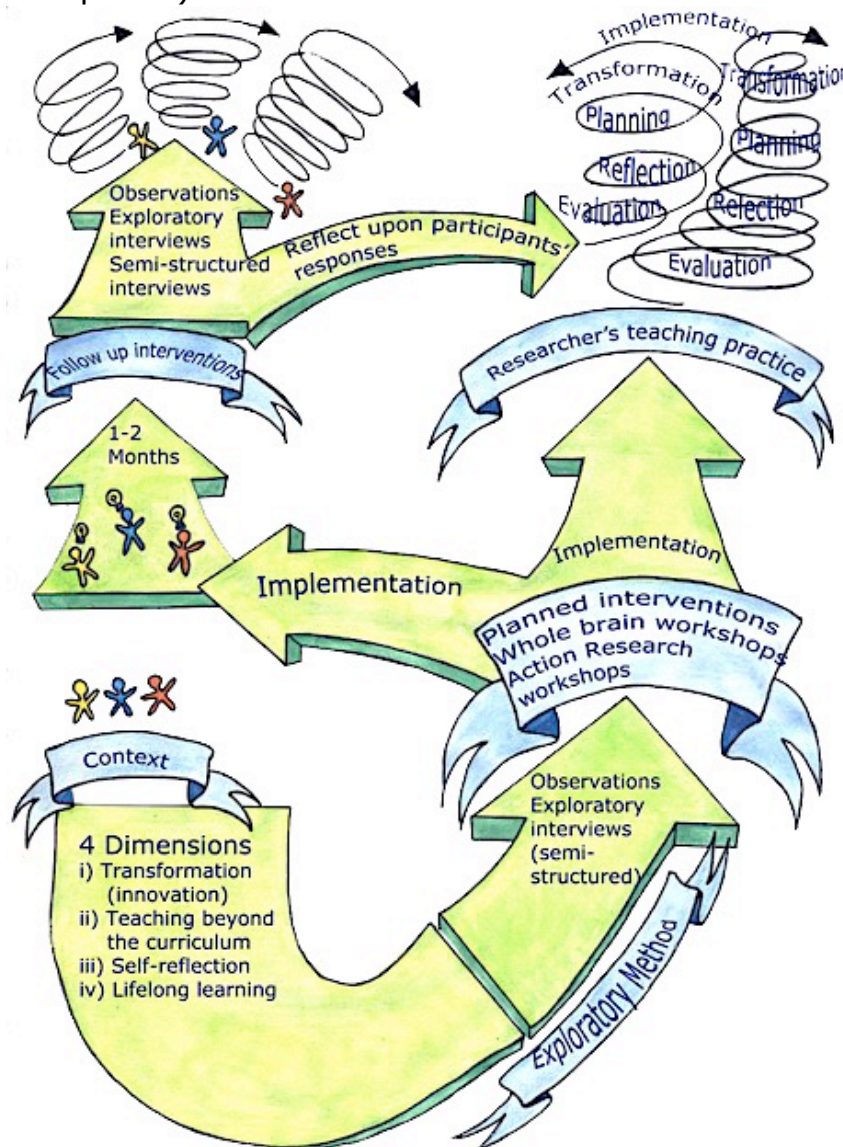 Implementation
Transformation
Planning
Reflection
Evaluation
Transformation
Planning
Relection
Evaluation
Observations
Exploratory
interviews
Semi-structured
interviews
Reflect upon participants'
responses
Follow up interventions
Researcher's teaching practice
1-2
Months
Implementation
Implementation
Planned interventions
Whole brain workshops
Action Research
workshops
Context
4 Dimensions
i) Transformation
(innovation)
ii) Teaching beyond
the curriculum
iii) Self-reflection
iv) Lifelong learning
Observations
Exploratory
interviews
(semi-
structured)
Exploratory Method